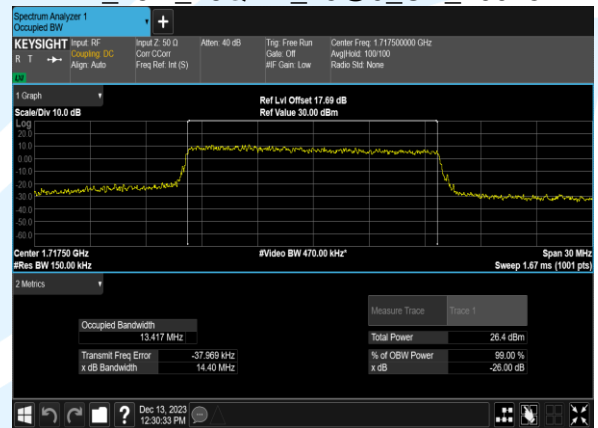 Spectrum Analyzer 1
Occupied BW
KEYSIGHT
R T
LXI
Input: RF
Coupling: DC
Align: Auto
Input Z: 50 Ω
Corr CCorr
Freq Ref: Int (S)
Atten: 40 dB
Trig: Free Run
Gate: Off
#IF Gain: Low
Center Freq: 1.717500000 GHz
Avg|Hold: 100/100
Radio Std: None
1 Graph
Scale/Div 10.0 dB
Ref Lvl Offset 17.69 dB
Ref Value 30.00 dBm
Log
20.0
10.0
0.00
-10.0
-20.0
-30.0
-40.0
-50.0
-60.0
Center 1.71750 GHz
#Res BW 150.00 kHz
#Video BW 470.00 kHz*
Span 30 MHz
Sweep 1.67 ms (1001 pts)
2 Metrics
Measure Trace
Trace 1
Occupied Bandwidth
13.417 MHz
Total Power
26.4 dBm
Transmit Freq Error
-37.969 kHz
% of OBW Power
99.00 %
x dB Bandwidth
14.40 MHz
x dB
-26.00 dB
?
Dec 13, 2023
12:30:33 PM